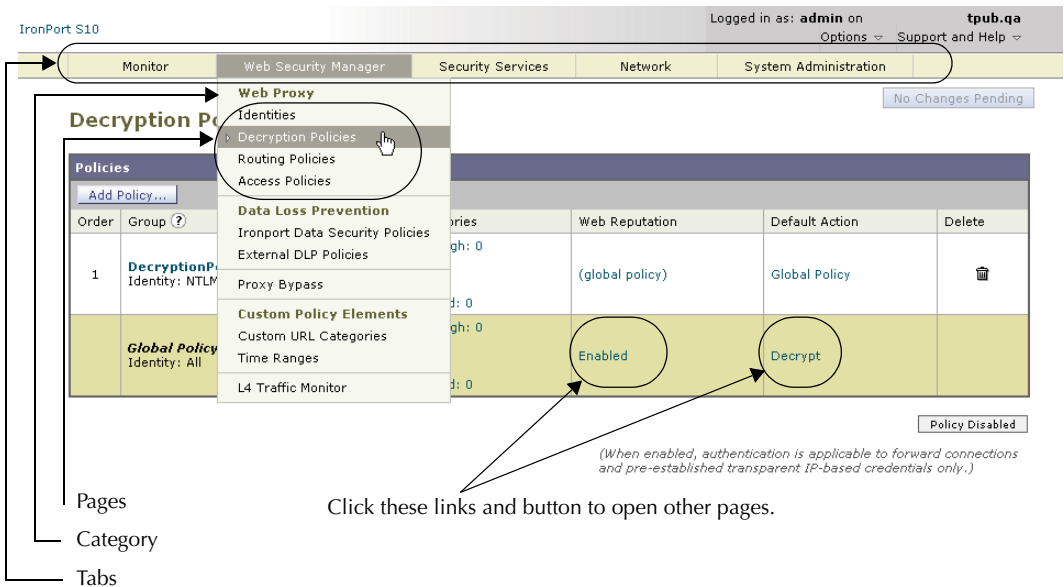 IronPort S10
Logged in as: admin on tpub.qa
Options Support and Help
Monitor Web Security Manager Security Services Network System Administration
No Changes Pending
Decryption Po
Web Proxy
Identities
Decryption Policies
Routing Policies
Access Policies
Data Loss Prevention
Ironport Data Security Policies
External DLP Policies
Proxy Bypass
Custom Policy Elements
Custom URL Categories
Time Ranges
L4 Traffic Monitor
Policies
Add Policy...
Order Group ? ories Web Reputation Default Action Delete
1 DecryptionP
Identity: NTLM
gh: 0
d: 0
(global policy) Global Policy
Global Policy
Identity: All
gh: 0
d: 0
Enabled Decrypt
Policy Disabled
(When enabled, authentication is applicable to forward connections
and pre-established transparent IP-based credentials only.)
Click these links and button to open other pages.
Pages
Category
Tabs